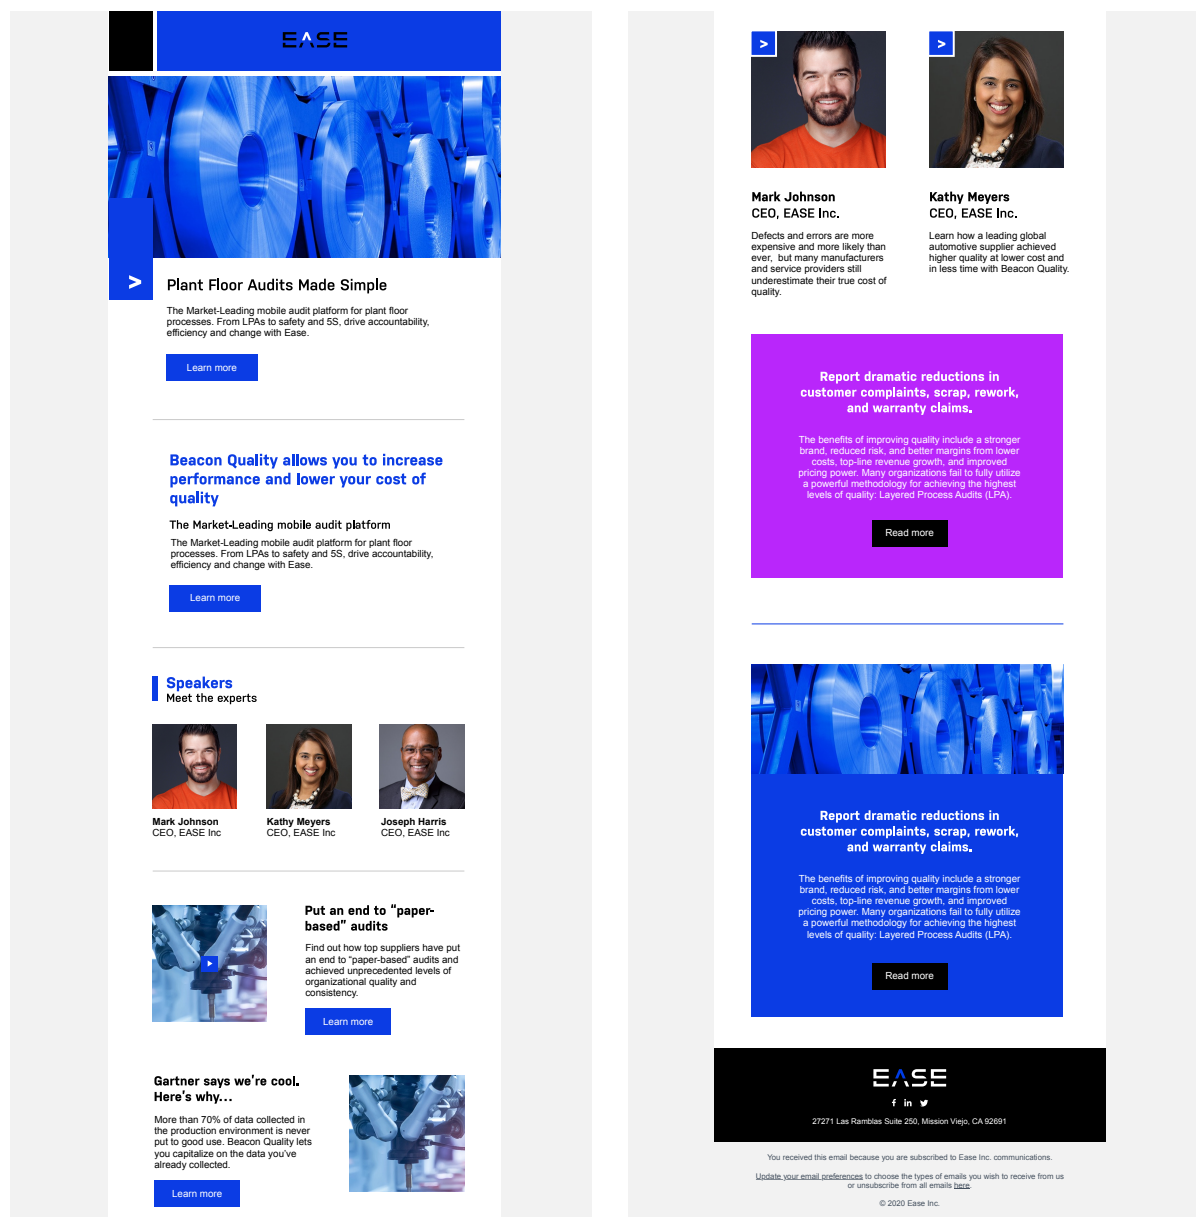 EASE
>
Plant Floor Audits Made Simple
The Market-Leading mobile audit platform for plant floor
processes. From LPAs to safety and 5S, drive accountability,
efficiency and change with Ease.
Learn more
Beacon Quality allows you to increase
performance and lower your cost of
quality
The Market-Leading mobile audit platform
The Market-Leading mobile audit platform for plant floor
processes. From LPAs to safety and 5S, drive accountability,
efficiency and change with Ease.
Learn more
Speakers
Meet the experts
Mark Johnson
CEO, EASE Inc
Kathy Meyers
CEO, EASE Inc
Joseph Harris
CEO, EASE Inc
Put an end to “paper-
based” audits
Find out how top suppliers have put
an end to “paper-based” audits and
achieved unprecedented levels of
organizational quality and
consistency.
Learn more
Gartner says we’re cool.
Here’s why...
More than 70% of data collected in
the production environment is never
put to good use. Beacon Quality lets
you capitalize on the data you’ve
already collected.
Learn more
>
>
Mark Johnson
CEO, EASE Inc.
Defects and errors are more
expensive and more likely than
ever,  but many manufacturers
and service providers still
underestimate their true cost of
quality.
Kathy Meyers
CEO, EASE Inc.
Learn how a leading global
automotive supplier achieved
higher quality at lower cost and
in less time with Beacon Quality.
Report dramatic reductions in
customer complaints, scrap, rework,
and warranty claims.
The benefits of improving quality include a stronger
brand, reduced risk, and better margins from lower
costs, top-line revenue growth, and improved
pricing power. Many organizations fail to fully utilize
a powerful methodology for achieving the highest
levels of quality: Layered Process Audits (LPA).
Read more
Report dramatic reductions in
customer complaints, scrap, rework,
and warranty claims.
The benefits of improving quality include a stronger
brand, reduced risk, and better margins from lower
costs, top-line revenue growth, and improved
pricing power. Many organizations fail to fully utilize
a powerful methodology for achieving the highest
levels of quality: Layered Process Audits (LPA).
Read more
EASE
f in
27271 Las Ramblas Suite 250, Mission Viejo, CA 92691
You received this email because you are subscribed to Ease Inc. communications.
Update your email preferences to choose the types of emails you wish to receive from us
or unsubscribe from all emails here.
© 2020 Ease Inc.